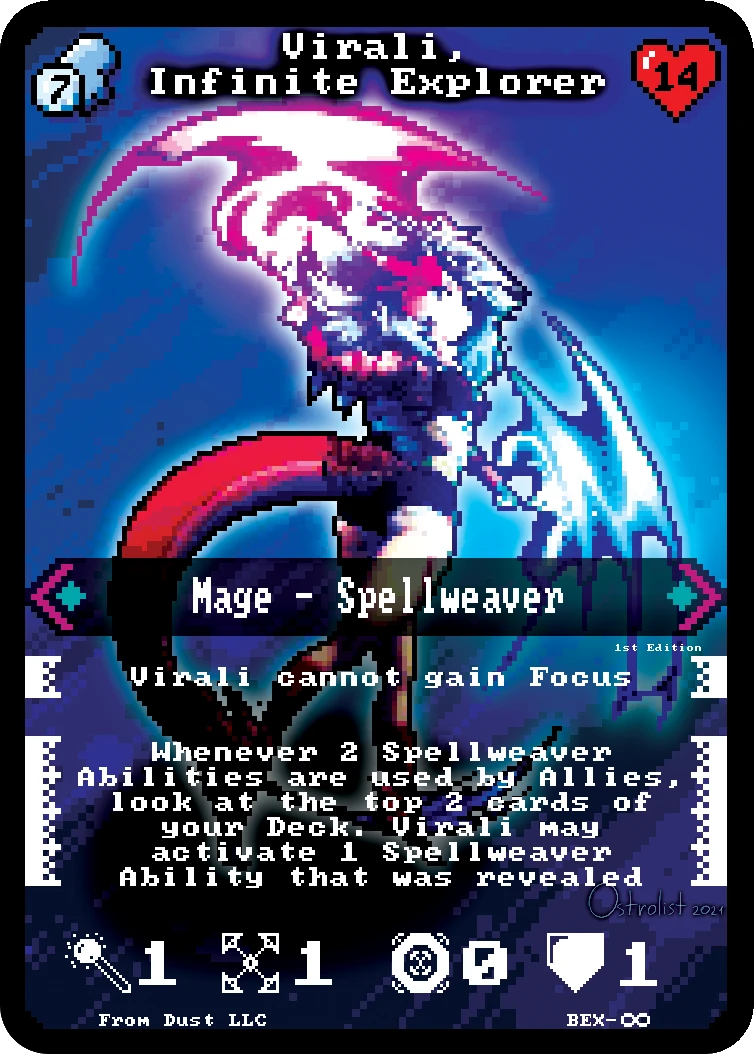 Virali,
7 Infinite Explorer 14
Mage - Spellweaver
1st Edition
Virali cannot gain Focus
Whenever 2 Spellweaver
Abilities are used by Allies,
look at the top 2 cards of
your Deck. Virali may
activate 1 Spellweaver
Ability that was revealed
Ostrolist 2021
1 1 0 1
From Dust LLC BEX-∞